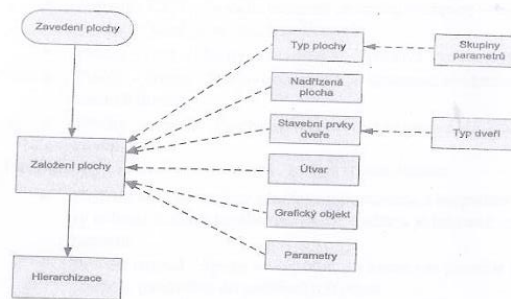 Zavedení plochy
Typ plochy
Skupiny
parametrů
Nadřízená
plocha
Stavební prvky
dveře
Typ dveří
Založení plochy
Útvar
Grafický objekt
Parametry
Hierarchizace